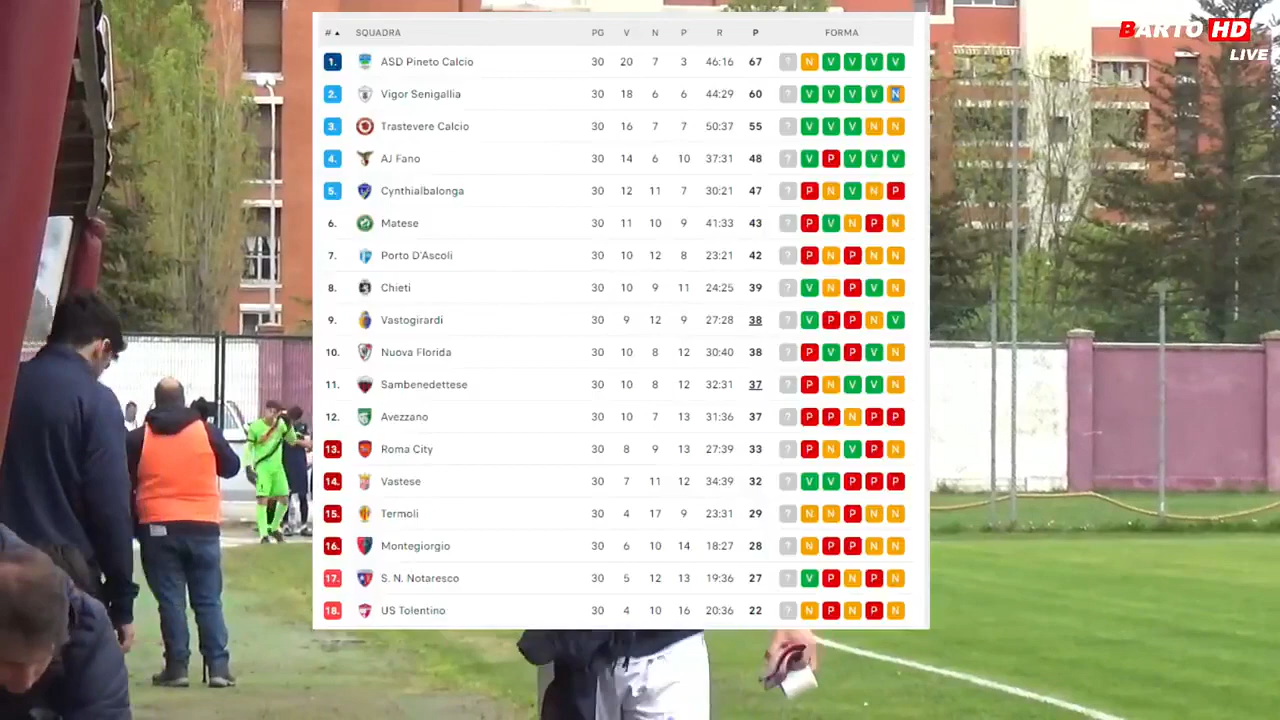 BARTO HD
LIVE
# SQUADRA PG V N P R P FORMA
1. ASD Pineto Calcio 30 20 7 3 46:16 67 ? N V V V V
2. Vigor Senigallia 30 18 6 6 44:29 60 ? V V V V N
3. Trastevere Calcio 30 16 7 7 50:37 55 ? V V V N N
4. AJ Fano 30 14 6 10 37:31 48 ? V P V V V
5. Cynthialbalonga 30 12 11 7 30:21 47 ? P N V N P
6. Matese 30 11 10 9 41:33 43 ? P V N P N
7. Porto D'Ascoli 30 10 12 8 23:21 42 ? P N P N N
8. Chieti 30 10 9 11 24:25 39 ? V N P V N
9. Vastogirardi 30 9 12 9 27:28 38 ? V P P N V
10. Nuova Florida 30 10 8 12 30:40 38 ? P V P V N
11. Sambenedettese 30 10 8 12 32:31 37 ? P N V V N
12. Avezzano 30 10 7 13 31:36 37 ? P P N P P
13. Roma City 30 8 9 13 27:39 33 ? P N V P N
14. Vastese 30 7 11 12 34:39 32 ? V V P P P
15. Termoli 30 4 17 9 23:31 29 ? N N P N N
16. Montegiorgio 30 6 10 14 18:27 28 ? N P P N N
17. S. N. Notaresco 30 5 12 13 19:36 27 ? V P N P N
18. US Tolentino 30 4 10 16 20:36 22 ? N P N P N